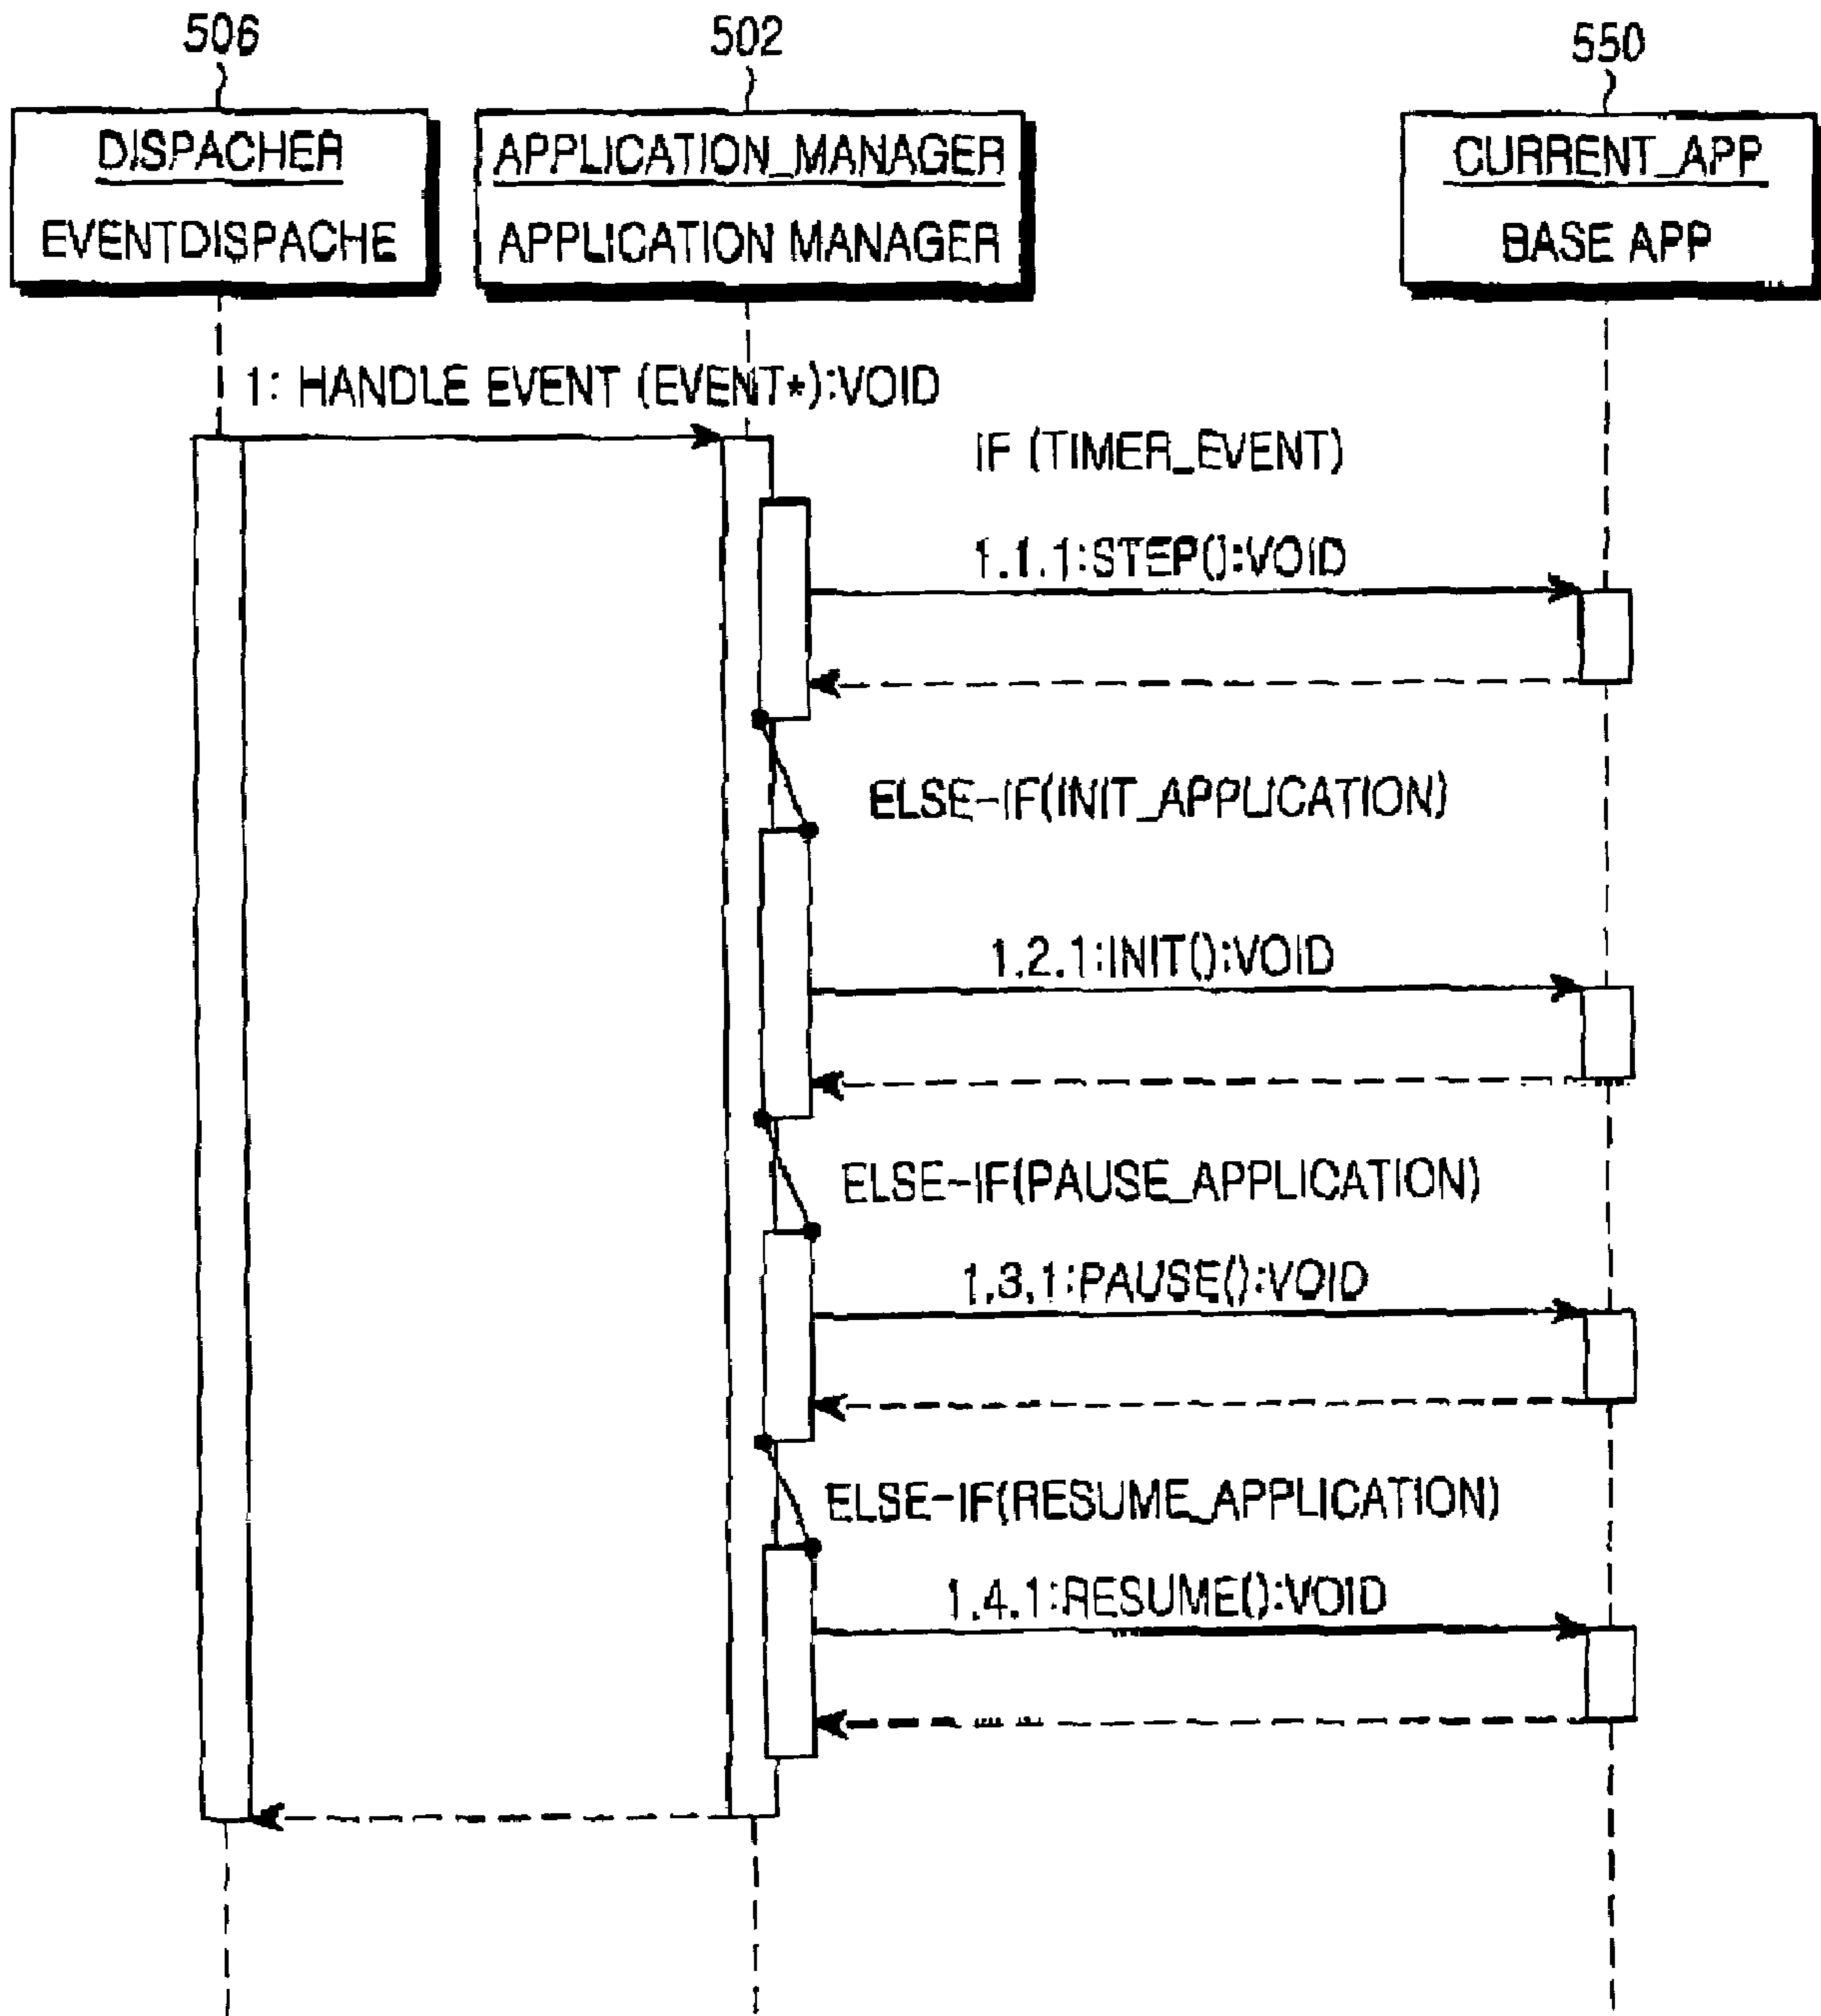 506
502
550
DISPACHER
EVENTDISPACHE
APPLICATION_MANAGER
APPLICATION MANAGER
CURRENT_APP
BASE APP
1: HANDLE EVENT (EVENT*):VOID
IF (TIMER_EVENT)
1.1.1:STEP():VOID
ELSE-IF(INIT_APPLICATION)
1.2.1:INIT():VOID
ELSE-IF(PAUSE_APPLICATION)
1.3.1:PAUSE():VOID
ELSE-IF(RESUME_APPLICATION)
1.4.1:RESUME():VOID